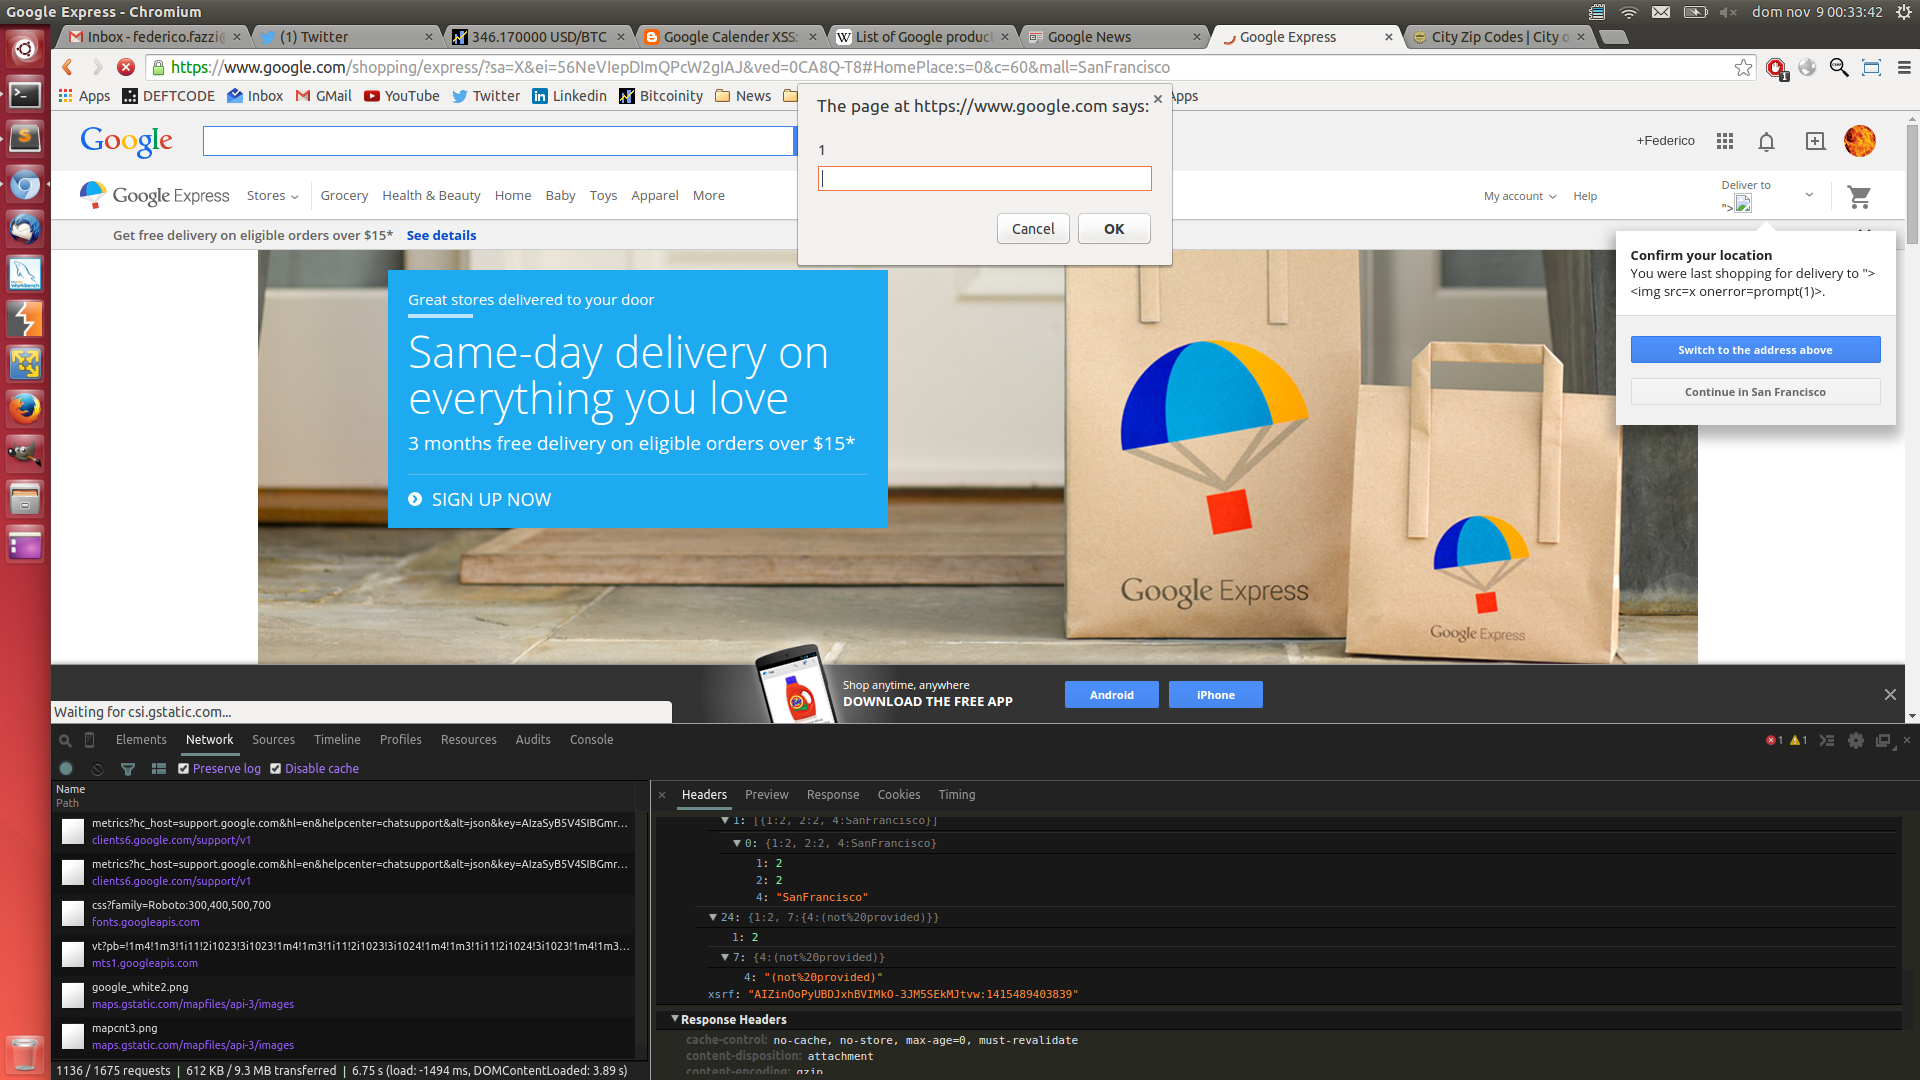 Google Express - Chromium
dom nov 9 00:33:42
Inbox - federico.fazzi@
(1) Twitter
346.170000 USD/BTC
Google Calender XSS:
List of Google product
Google News
Google Express
City Zip Codes | City o
https://www.google.com/shopping/express/?sa=X&ei=56NeVIepDImQPcW2gIAJ&ved=0CA8Q-T8#HomePlace:s=0&c=60&mall=SanFrancisco
1
Apps
DEFTCODE
Inbox
GMail
YouTube
Twitter
Linkedin
Bitcoinity
News
Apps
The page at https://www.google.com says:
1
Cancel
OK
Google
+Federico
Google Express
Stores
Grocery
Health & Beauty
Home
Baby
Toys
Apparel
More
My account
Help
Deliver to
">
Get free delivery on eligible orders over $15* See details
Confirm your location
You were last shopping for delivery to ">
<img src=x onerror=prompt(1)>.
Switch to the address above
Continue in San Francisco
Great stores delivered to your door
Same-day delivery on
everything you love
3 months free delivery on eligible orders over $15*
SIGN UP NOW
Google Express
Google Express
Shop anytime, anywhere
DOWNLOAD THE FREE APP
Android
iPhone
Waiting for csi.gstatic.com...
Elements
Network
Sources
Timeline
Profiles
Resources
Audits
Console
1
1
Preserve log
Disable cache
Name
Path
metrics?hc_host=support.google.com&hl=en&helpcenter=chatsupport&alt=json&key=AIzaSyB5V4SIBGmr...
clients6.google.com/support/v1
metrics?hc_host=support.google.com&hl=en&helpcenter=chatsupport&alt=json&key=AIzaSyB5V4SIBGmr...
clients6.google.com/support/v1
css?family=Roboto:300,400,500,700
fonts.googleapis.com
vt?pb=!1m4!1m3!1i11!2i1023!3i1023!1m4!1m3!1i11!2i1023!3i1024!1m4!1m3!1i11!2i1024!3i1023!1m4!1m3...
mts1.googleapis.com
google_white2.png
maps.gstatic.com/mapfiles/api-3/images
mapcnt3.png
maps.gstatic.com/mapfiles/api-3/images
1136 / 1675 requests | 612 KB / 9.3 MB transferred | 6.75 s (load: -1494 ms, DOMContentLoaded: 3.89 s)
Headers
Preview
Response
Cookies
Timing
1: [{1:2, 2:2, 4:SanFrancisco}]
0: {1:2, 2:2, 4:SanFrancisco}
1: 2
2: 2
4: "SanFrancisco"
24: {1:2, 7:{4:(not%20provided)}}
1: 2
7: {4:(not%20provided)}
4: "(not%20provided)"
xsrf: "AIZinOoPyUBDJxhBVIMkO-3JM5SEkMJtvw:1415489403839"
Response Headers
cache-control: no-cache, no-store, max-age=0, must-revalidate
content-disposition: attachment
content-encoding: gzip